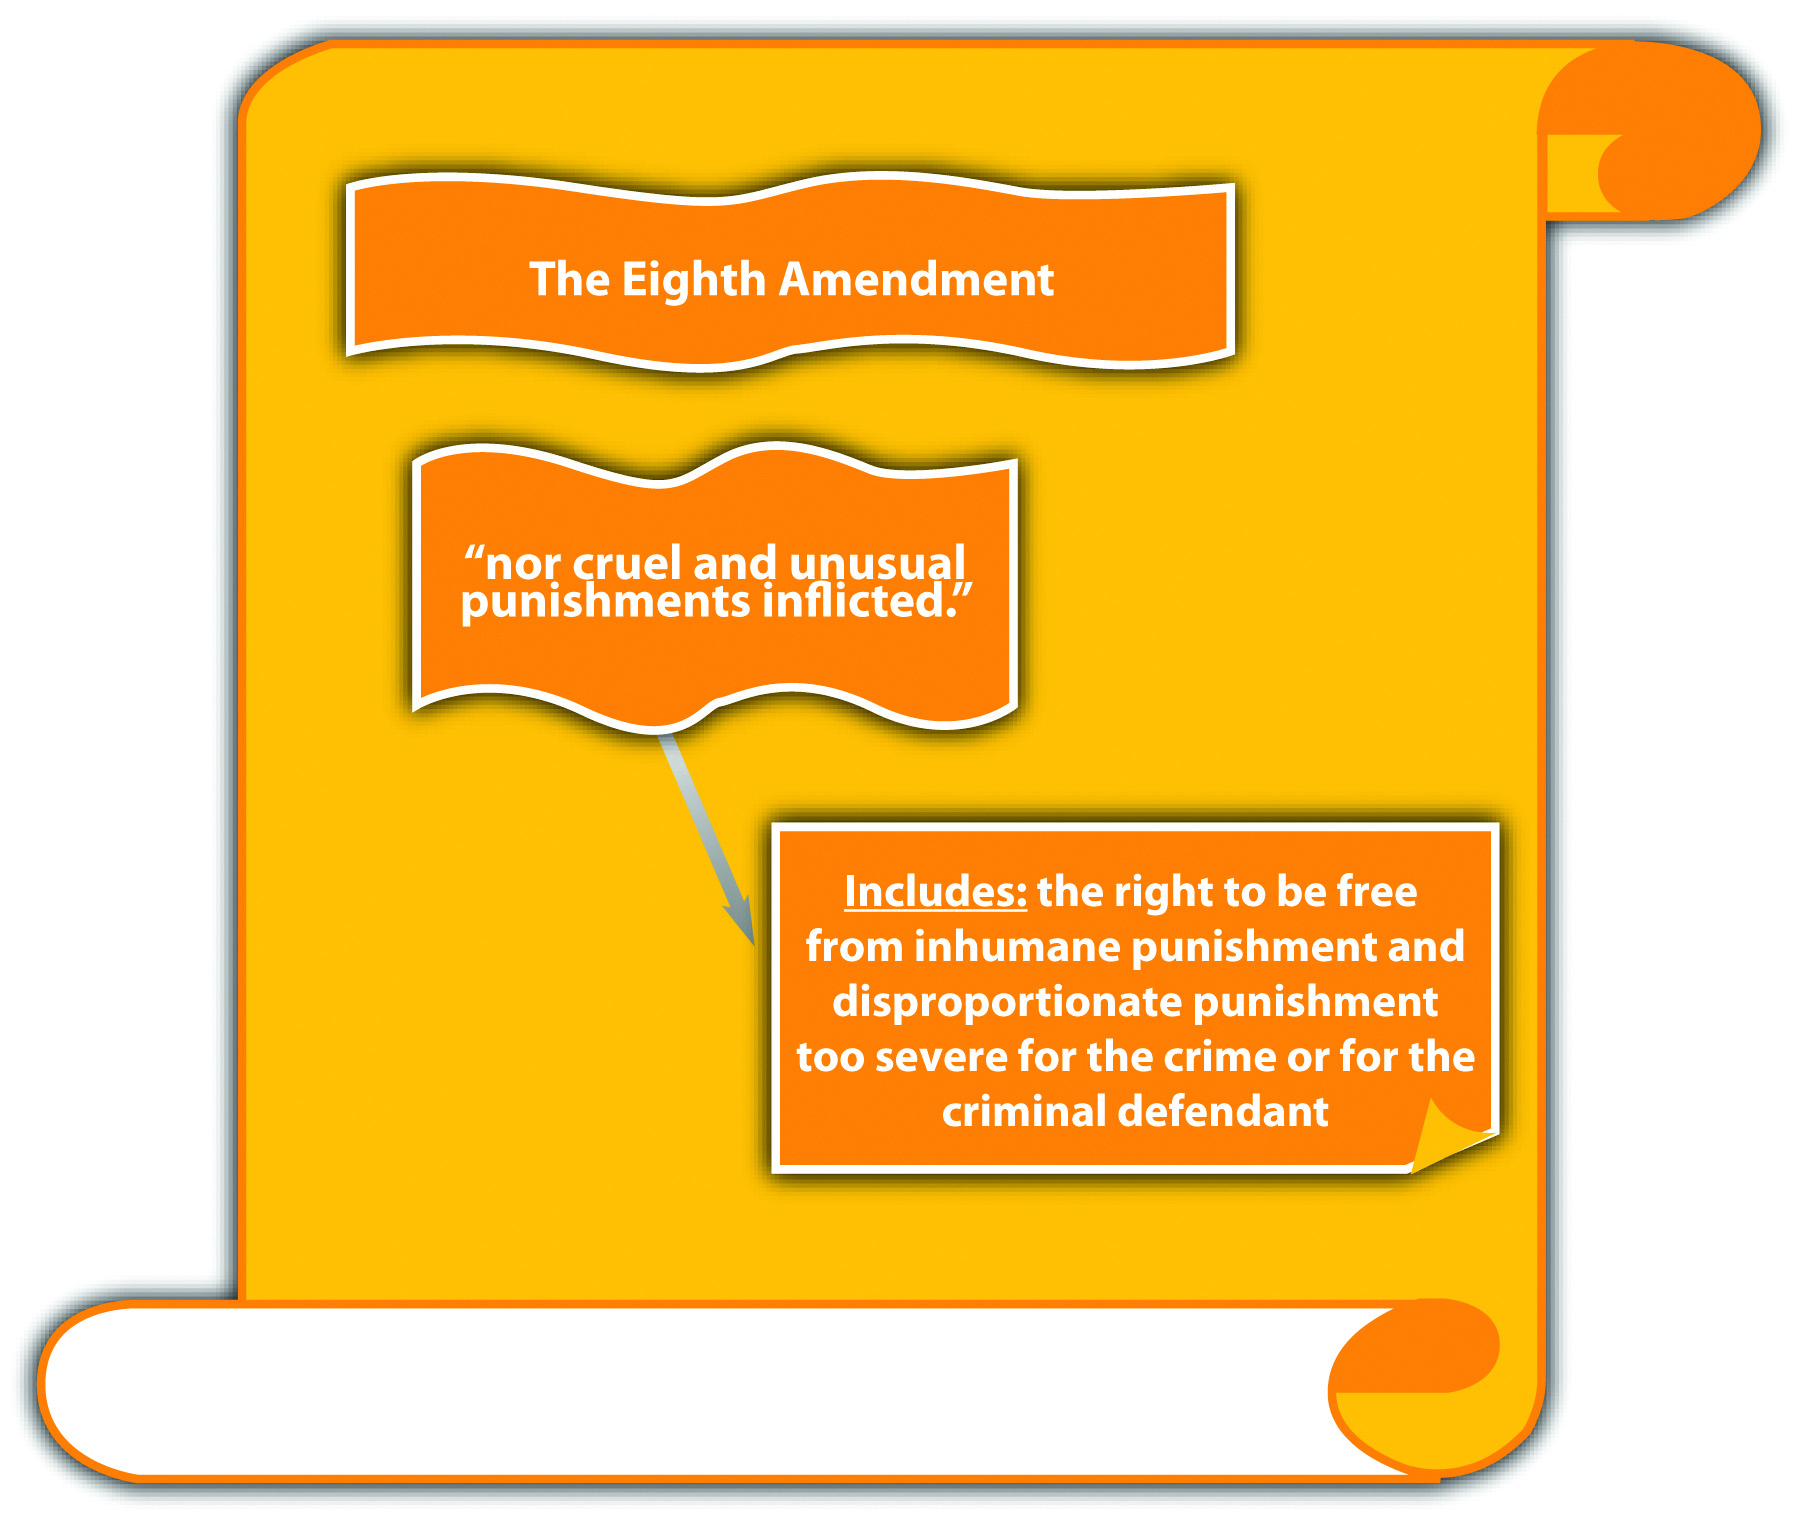 The Eighth Amendment
“nor cruel and unusual
punishments inflicted.”
Includes: the right to be free
from inhumane punishment and
disproportionate punishment
too severe for the crime or for the
criminal defendant